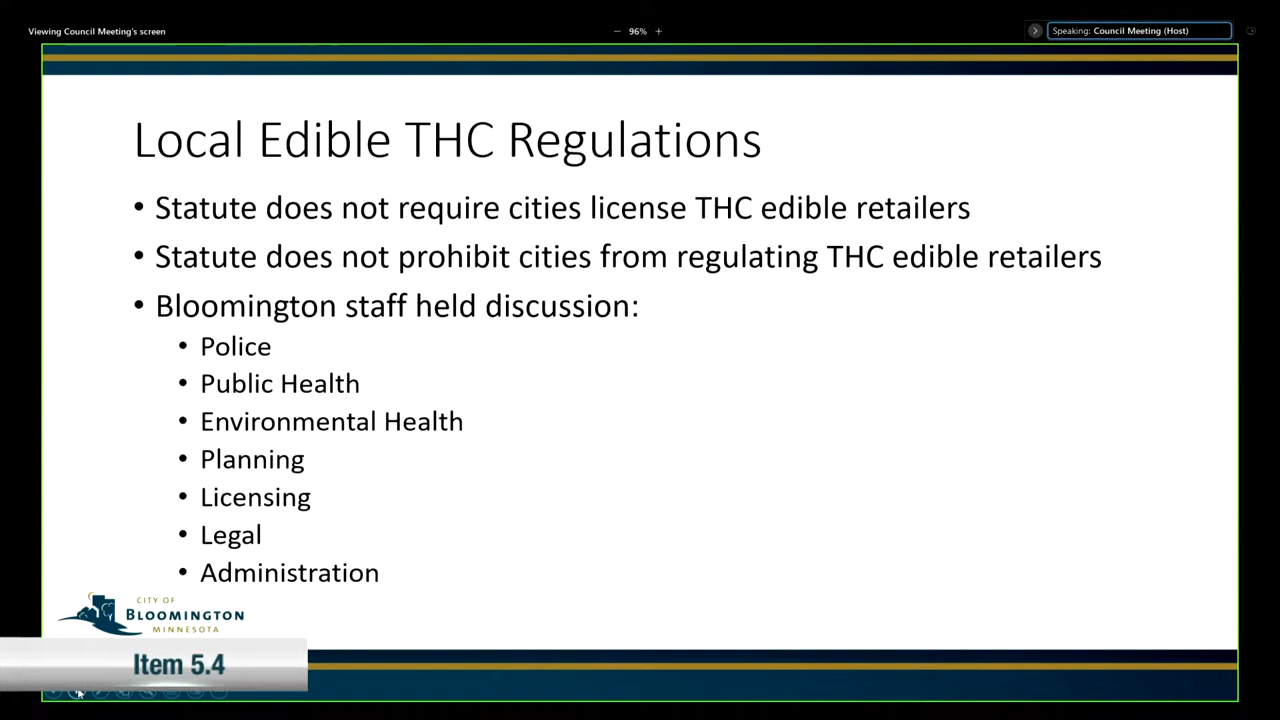 Viewing Council Meeting's screen
− 96% +
Speaking: Council Meeting (Host)
Local Edible THC Regulations
• Statute does not require cities license THC edible retailers
• Statute does not prohibit cities from regulating THC edible retailers
• Bloomington staff held discussion:
• Police
• Public Health
• Environmental Health
• Planning
• Licensing
• Legal
• Administration
CITY OF
BLOOMINGTON
MINNESOTA
Item 5.4